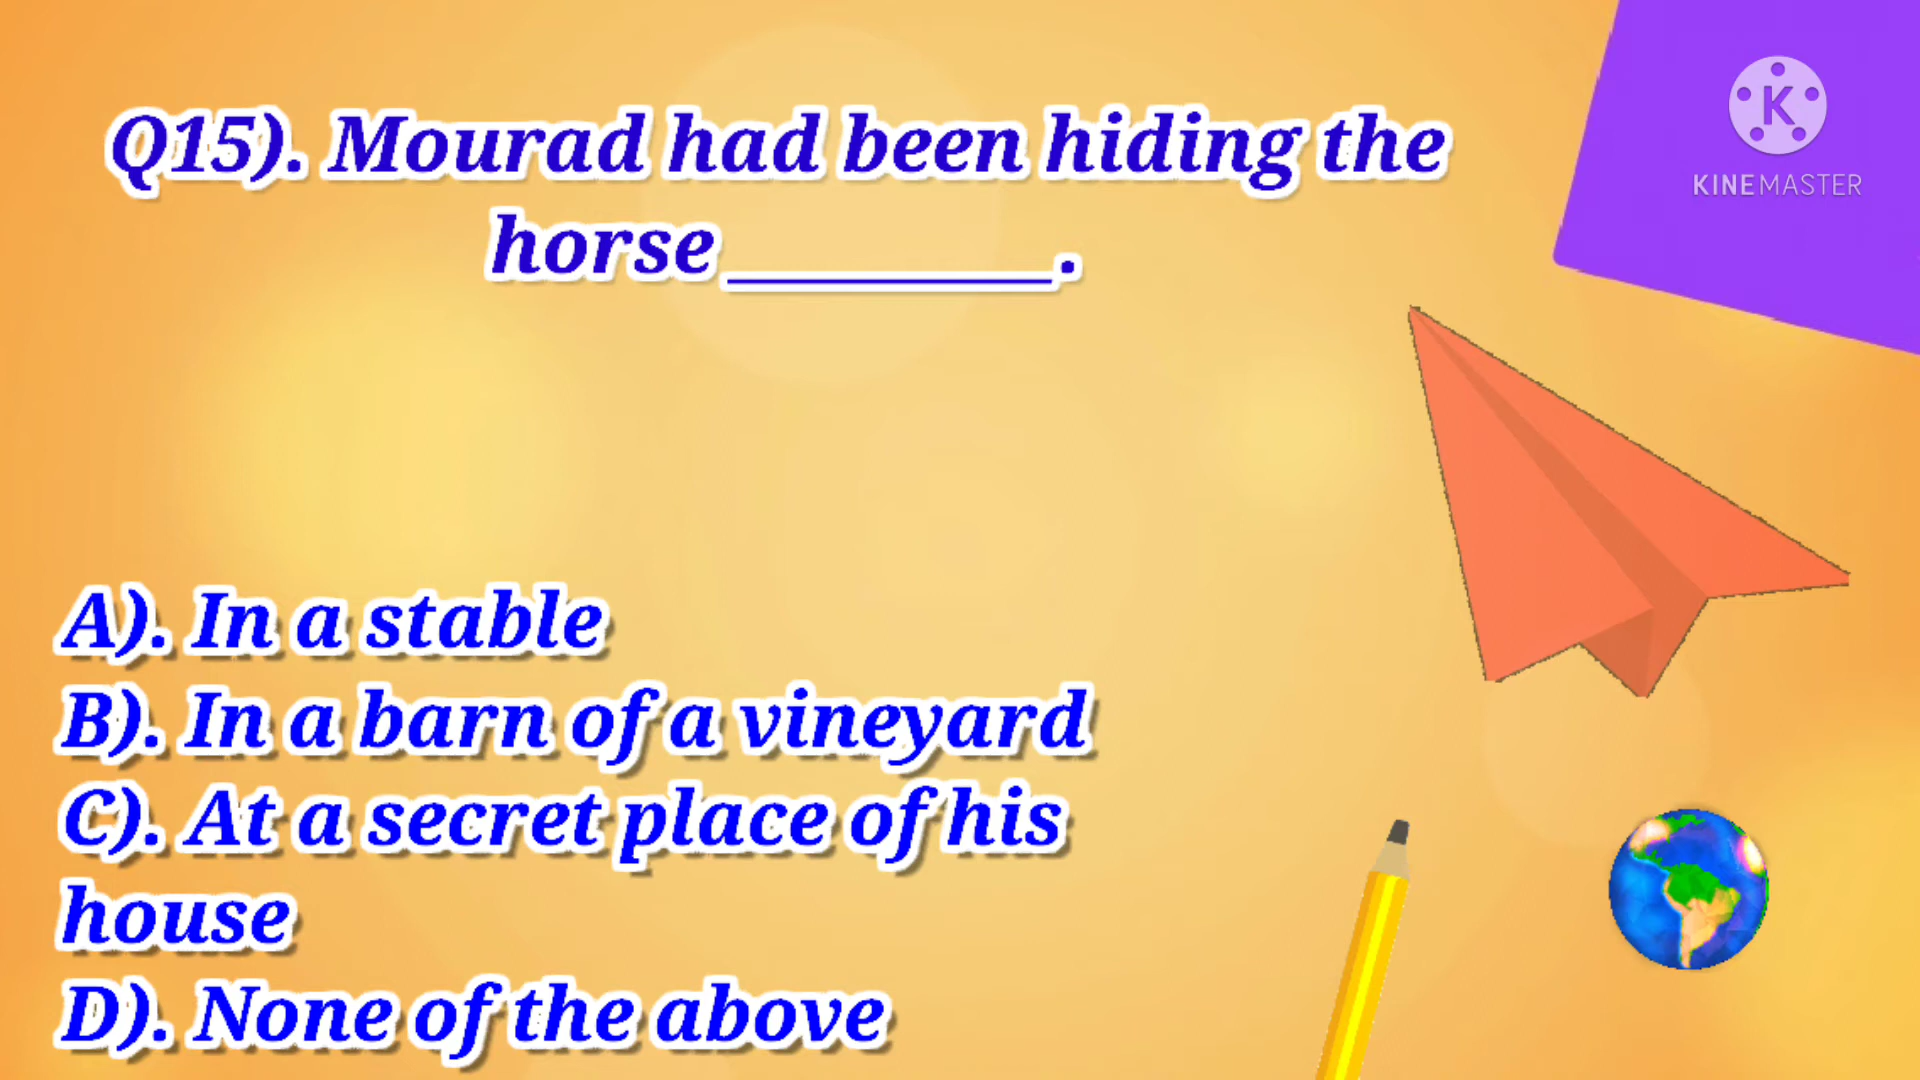 Q15). Mourad had been hiding the
horse _________.
K
KINEMASTER
A). In a stable
B). In a barn of a vineyard
C). At a secret place of his
house
D). None of the above